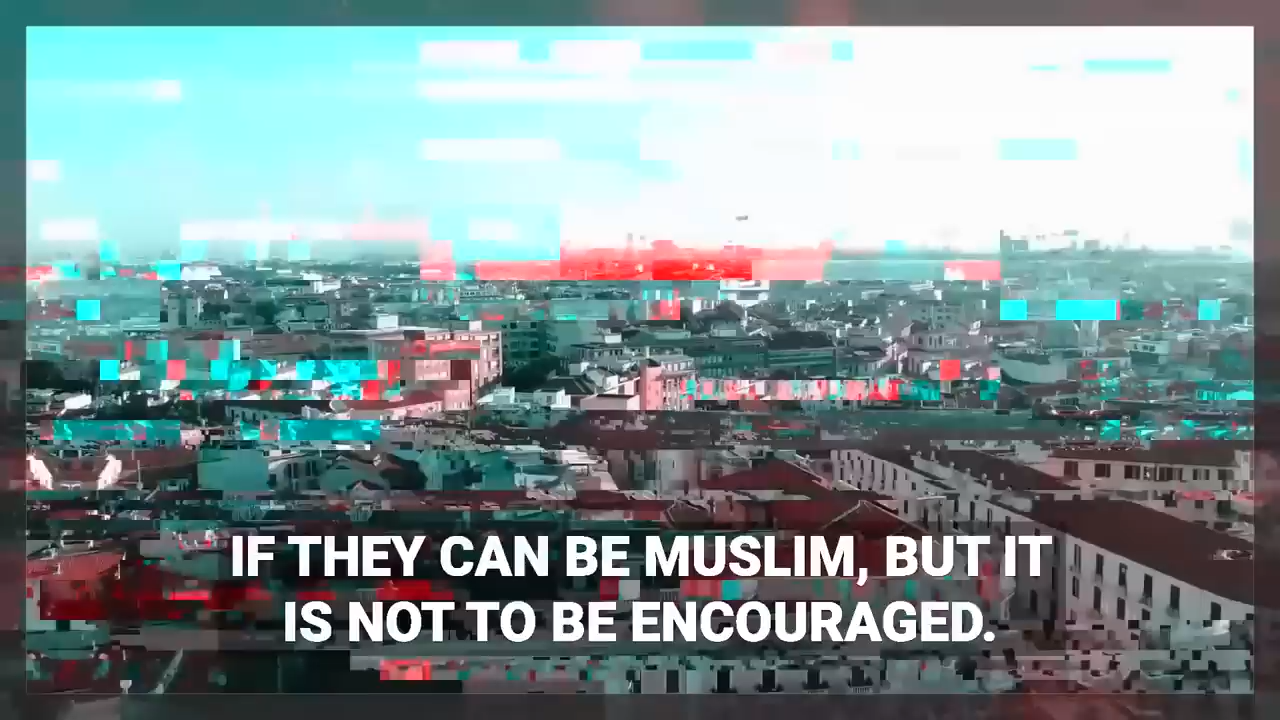 IF THEY CAN BE MUSLIM, BUT IT
IS NOT TO BE ENCOURAGED.